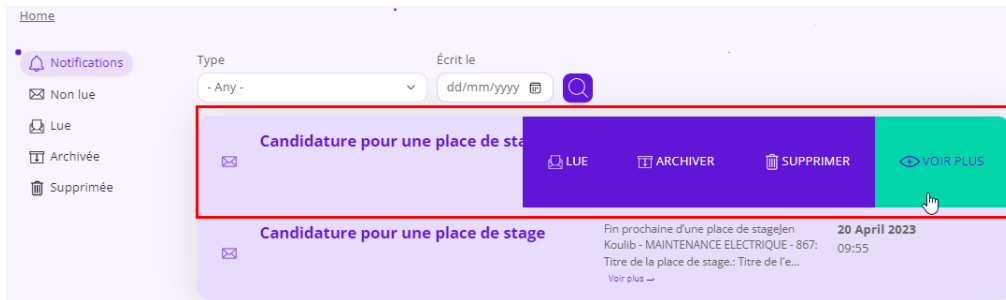 Home
Notifications
Non lue
Lue
Archivée
Supprimée
Type
Écrit le
- Any -
dd/mm/yyyy
Candidature pour une place de sta
LUE
ARCHIVER
SUPPRIMER
VOIR PLUS
Candidature pour une place de stage
Fin prochaine d'une place de stageJen
Koulib - MAINTENANCE ELECTRIQUE - 867:
Titre de la place de stage.: Titre de l'e...
Voir plus
20 April 2023
09:55